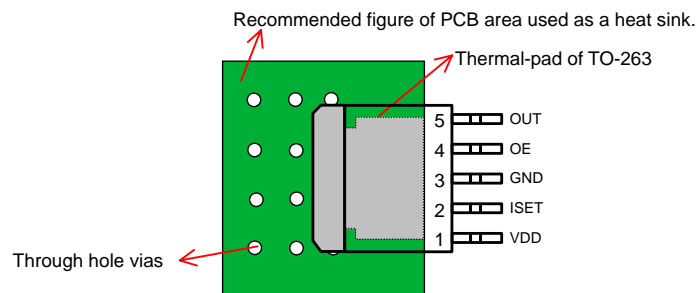 Recommended figure of PCB area used as a heat sink.
Thermal-pad of TO-263
5 OUT
4 OE
3 GND
2 ISET
1 VDD
Through hole vias